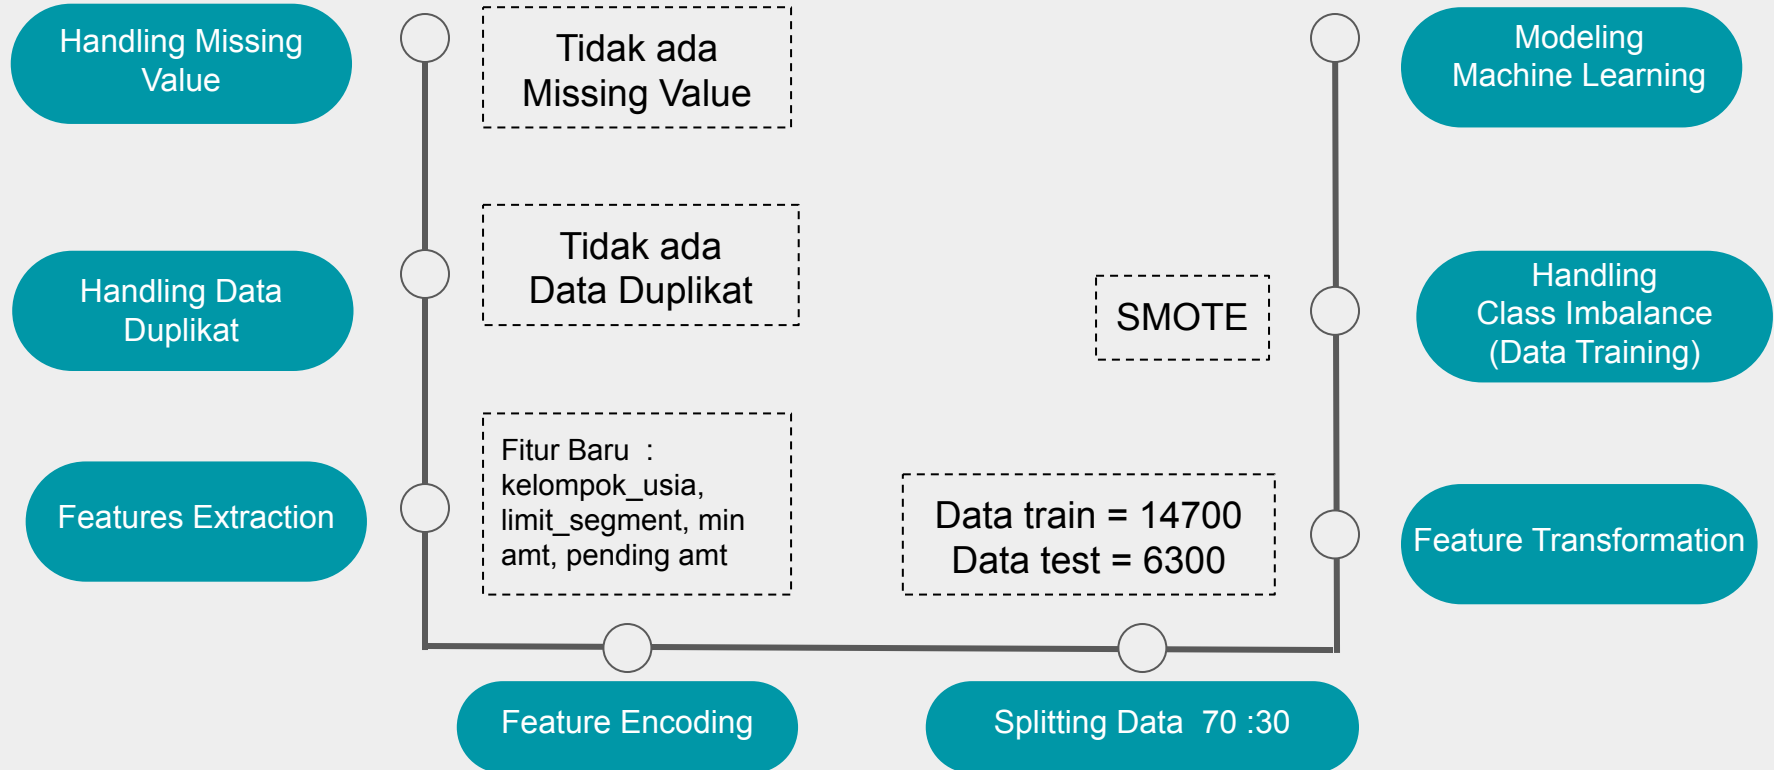 Handling Missing
Value
Tidak ada
Missing Value
Handling Data
Duplikat
Tidak ada
Data Duplikat
Features Extraction
Fitur Baru :
kelompok_usia,
limit_segment, min
amt, pending amt
Feature Encoding
Splitting Data 70 :30
Data train = 14700
Data test = 6300
Feature Transformation
SMOTE
Handling
Class Imbalance
(Data Training)
Modeling
Machine Learning